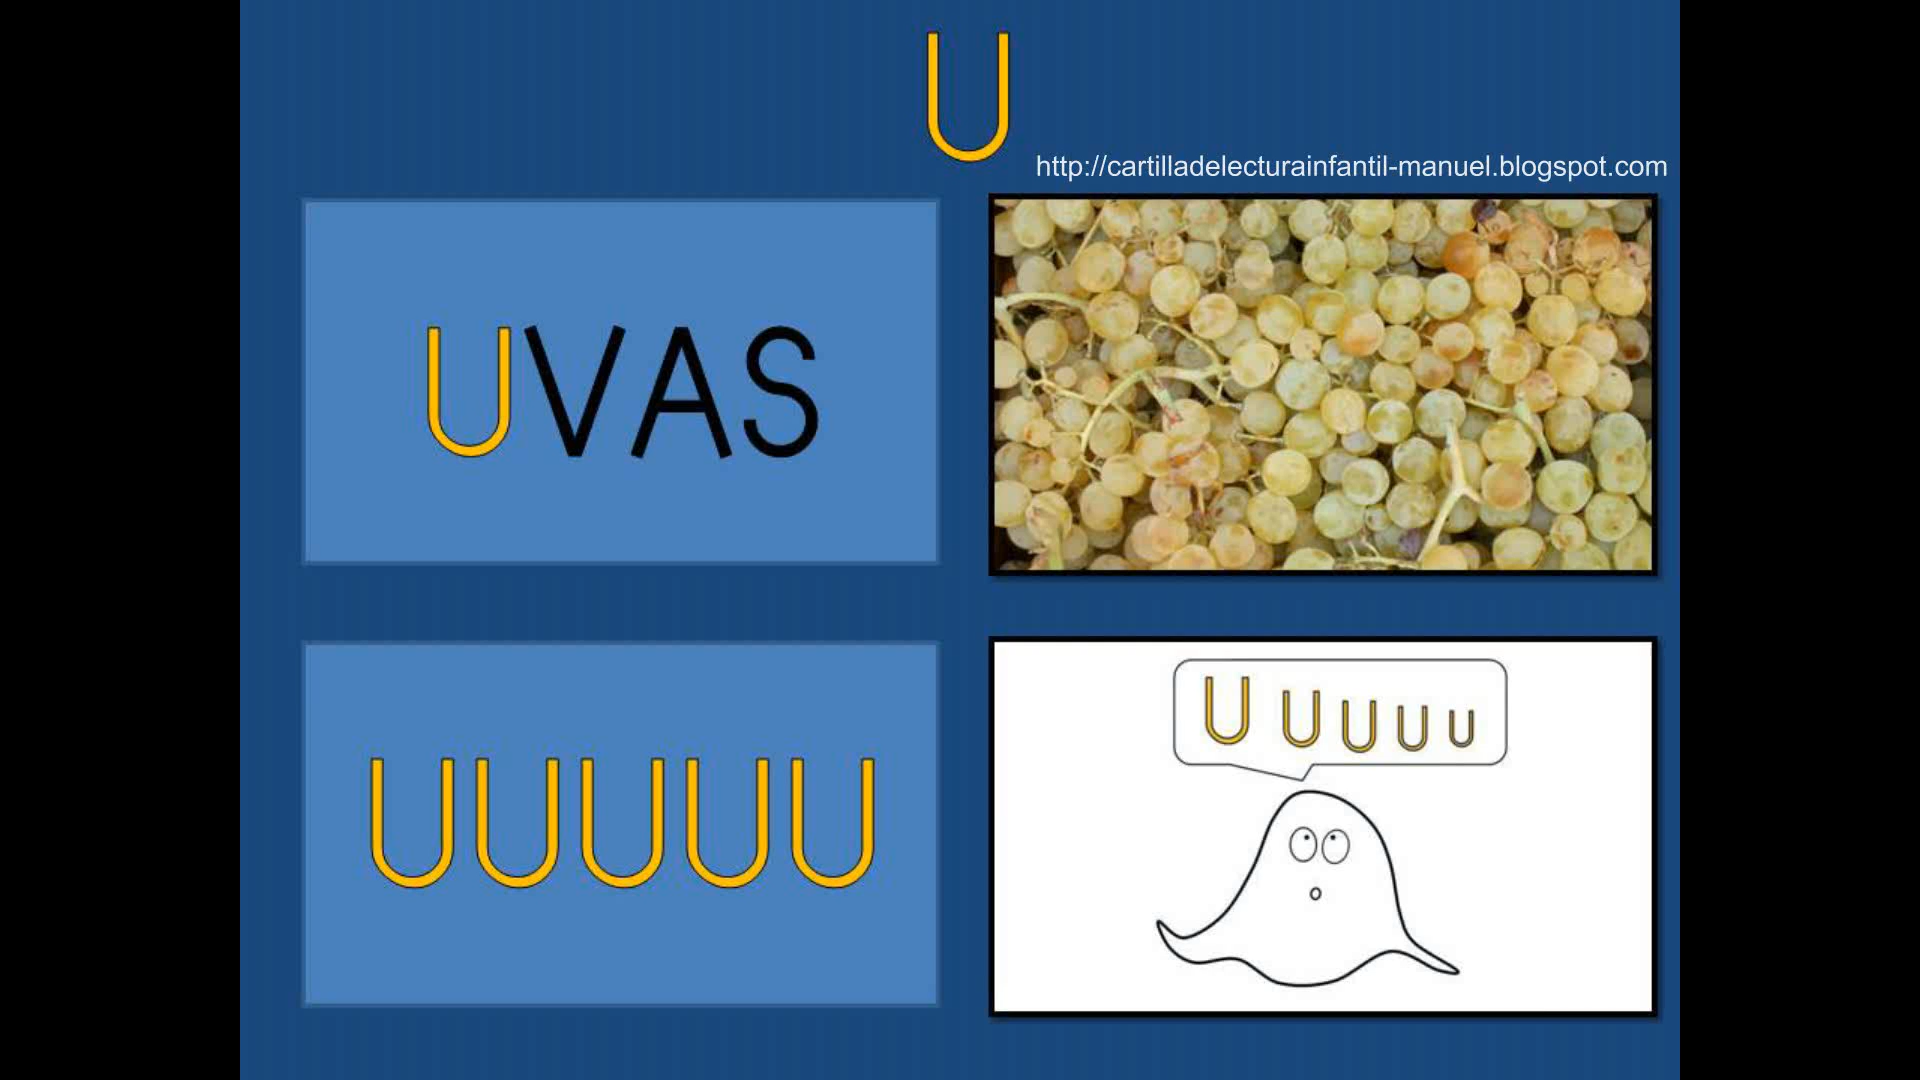 U
http://cartilladelecturainfantil-manuel.blogspot.com
UVAS
UUUUU
U U U U U